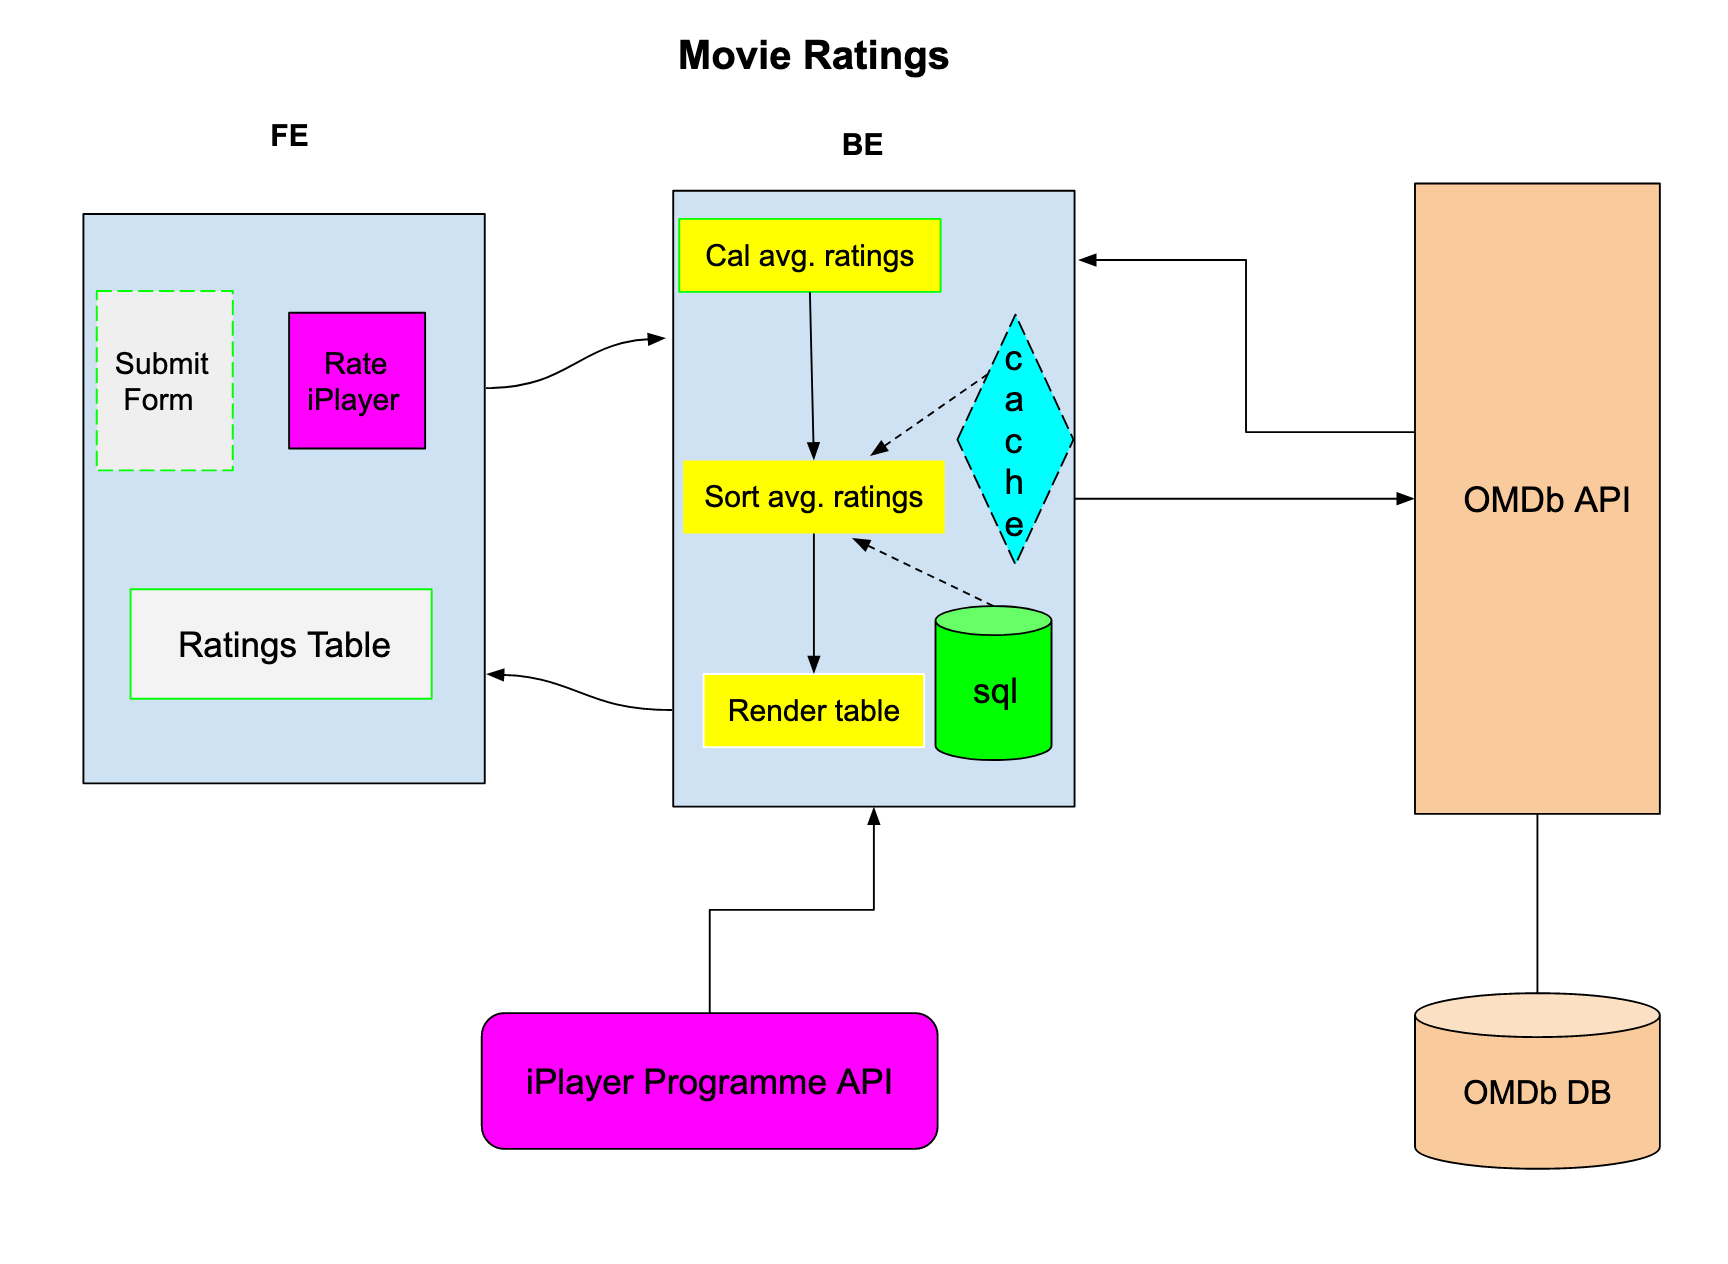 Movie Ratings
FE
BE
Submit
Form
Rate
iPlayer
Ratings Table
Cal avg. ratings
c
a
c
h
e
Sort avg. ratings
Render table
sql
OMDb API
iPlayer Programme API
OMDb DB